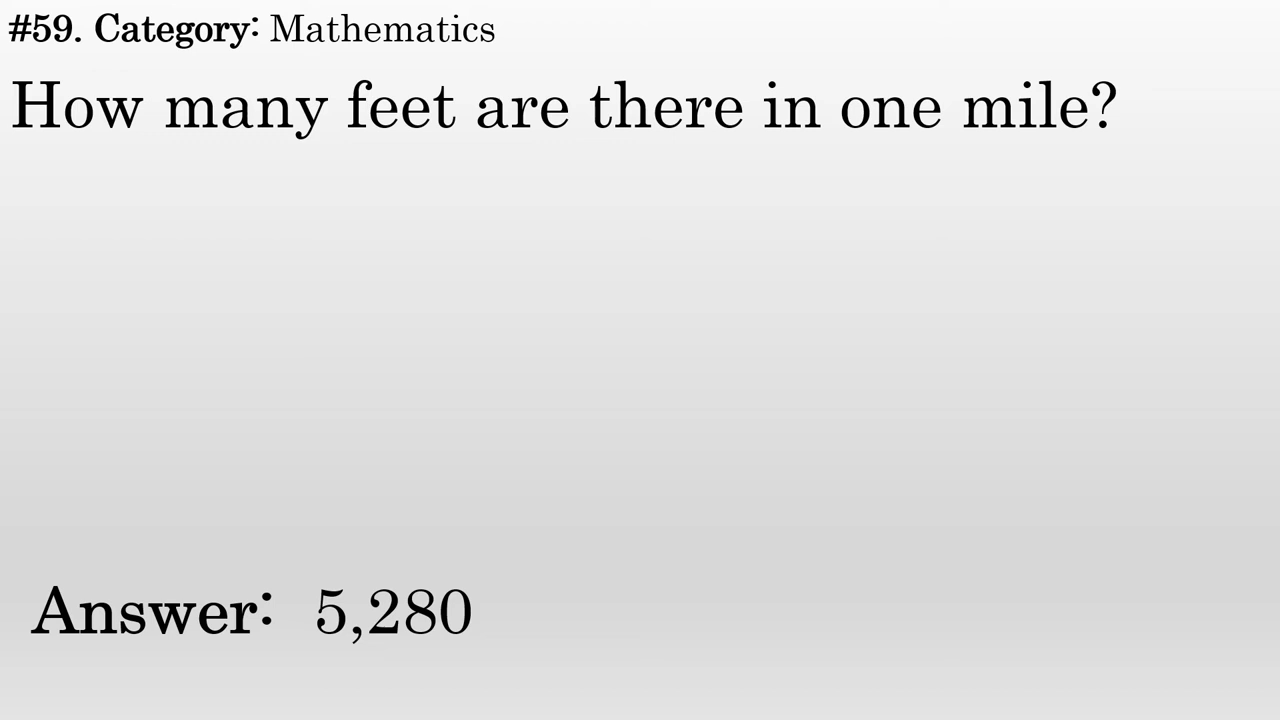 #59. Category: Mathematics
How many feet are there in one mile?
Answer: 5,280